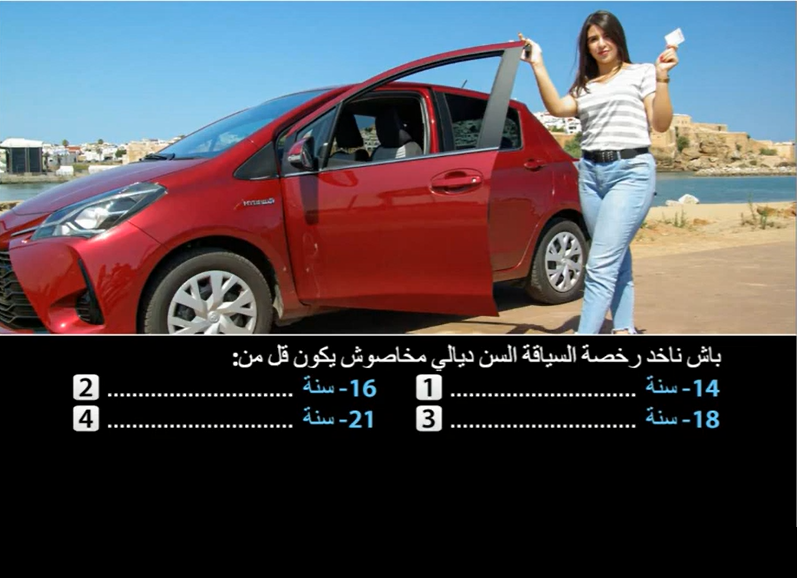 HYBRID
باش ناخد رخصة السياقة السن ديالي مخاصوش يكون قل من:
14- سنة .............................. 1 16- سنة .............................. 2
18- سنة .............................. 3 21- سنة .............................. 4